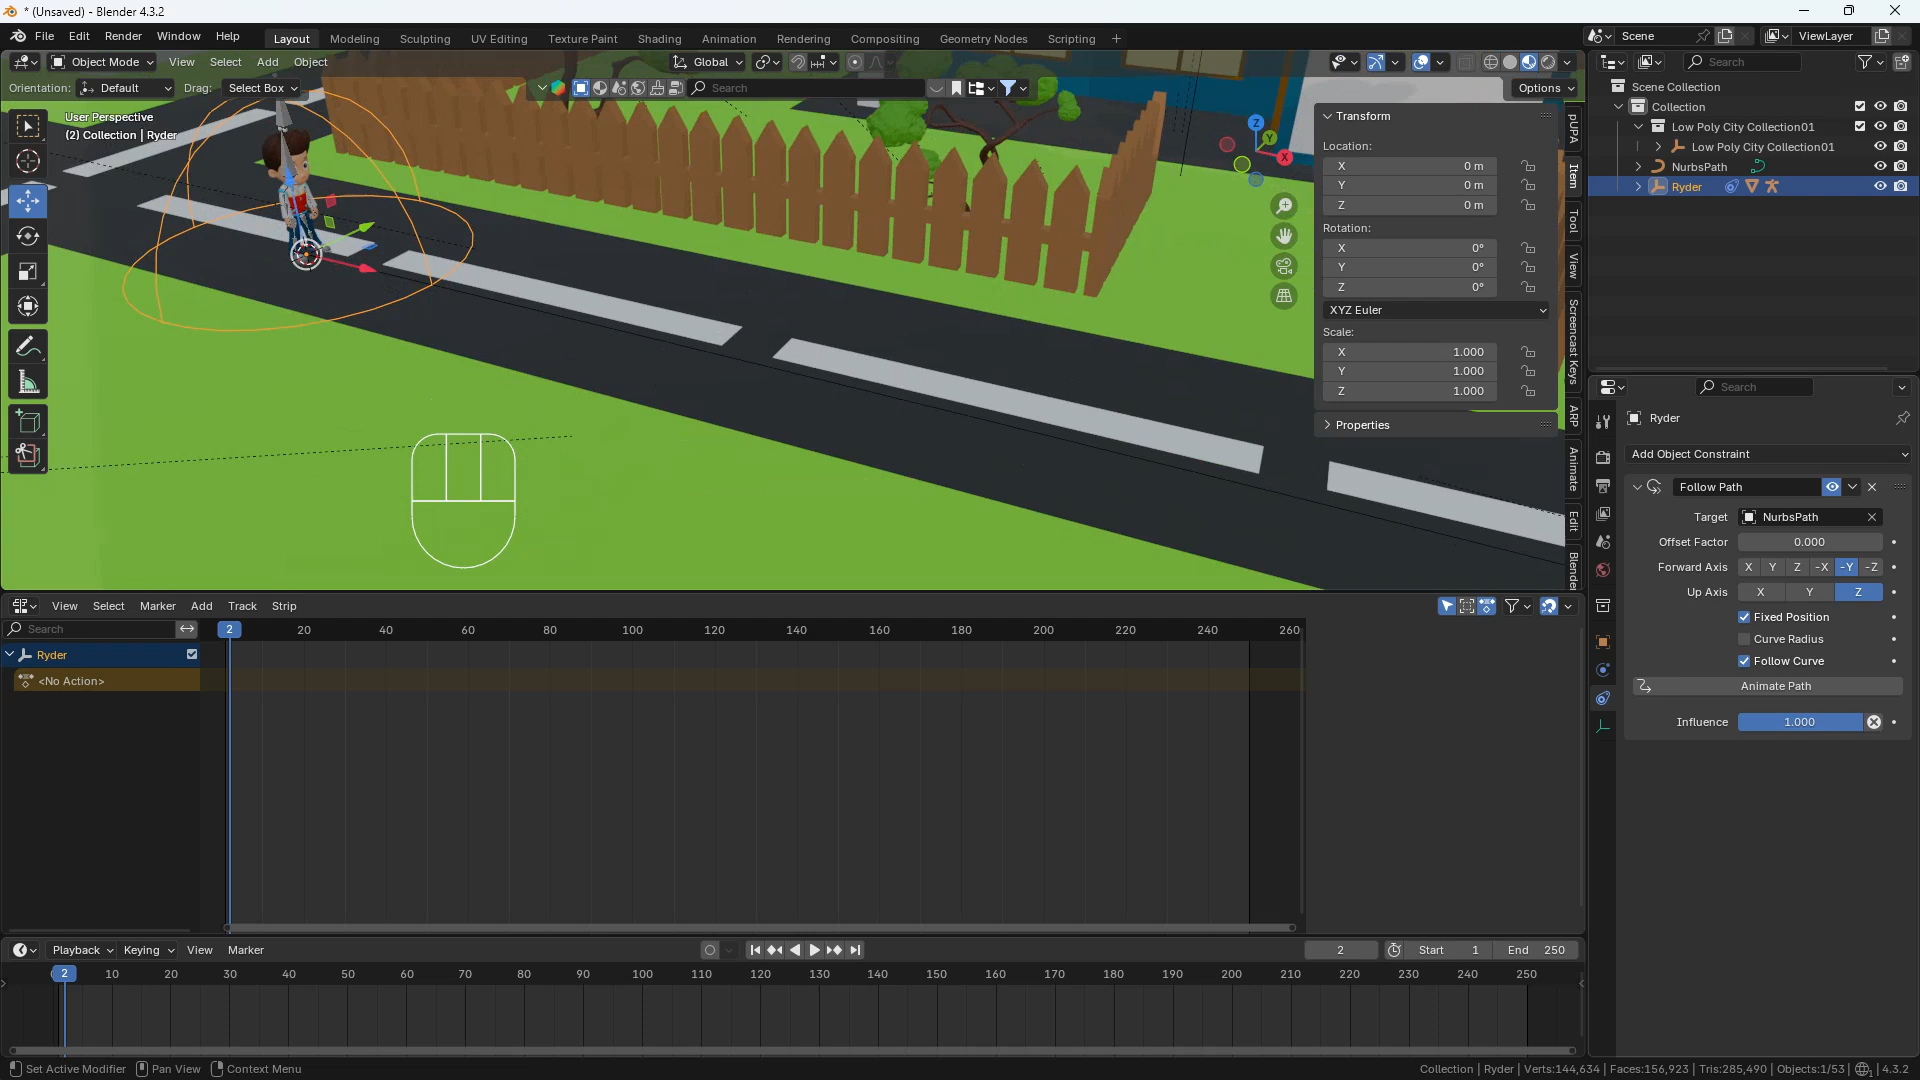 * (Unsaved) - Blender 4.3.2
File Edit Render Window Help Layout Modeling Sculpting UV Editing Texture Paint Shading Animation Rendering Compositing Geometry Nodes Scripting + Scene ViewLayer
Object Mode View Select Add Object Global Search
Orientation: Default Drag: Select Box Search Options
User Perspective
(2) Collection | Ryder
Z
Y
X
Transform
Location:
X 0 m
Y 0 m
Z 0 m
Rotation:
X 0°
Y 0°
Z 0°
XYZ Euler
Scale:
X 1.000
Y 1.000
Z 1.000
Properties
pUPA
Item
Tool
View
Screencast Keys
ARP
Animate
Edit
Blender
Scene Collection
Collection
Low Poly City Collection01
Low Poly City Collection01
NurbsPath
Ryder
Search
Ryder
Add Object Constraint
Follow Path
Target NurbsPath
Offset Factor 0.000
Forward Axis X Y Z -X -Y -Z
Up Axis X Y Z
Fixed Position
Curve Radius
Follow Curve
Animate Path
Influence 1.000
View Select Marker Add Track Strip
Search 2 20 40 60 80 100 120 140 160 180 200 220 240 260
Ryder
<No Action>
Playback Keying View Marker 2 Start 1 End 250
2 10 20 30 40 50 60 70 80 90 100 110 120 130 140 150 160 170 180 190 200 210 220 230 240 250
Set Active Modifier Pan View Context Menu Collection | Ryder | Verts:144,634 | Faces:156,923 | Tris:285,490 | Objects:1/53 | 4.3.2